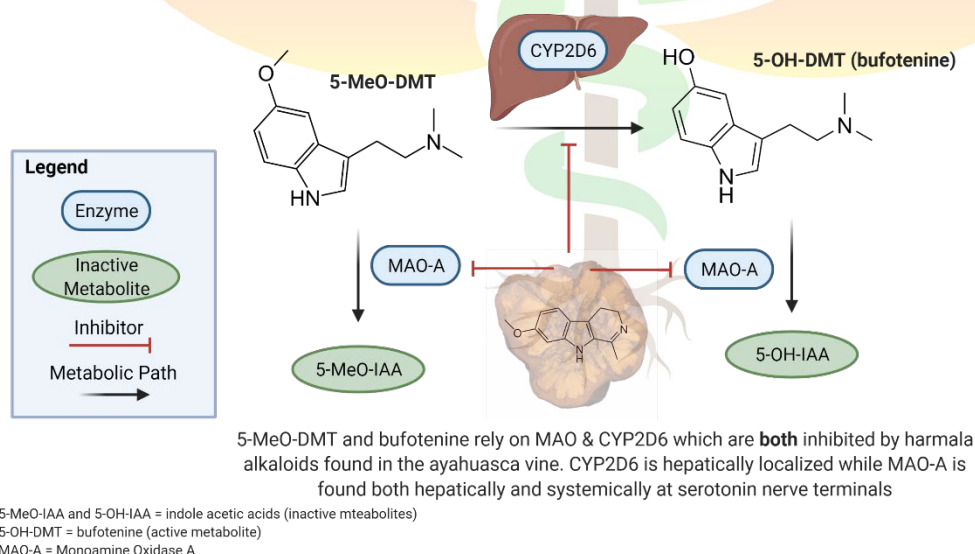 CYP2D6
5-MeO-DMT
5-OH-DMT (bufotenine)
O
N
HN
HO
N
N
H
Legend
Enzyme
Inactive
Metabolite
Inhibitor
Metabolic Path
MAO-A
MAO-A
O
N
N
H
5-MeO-IAA
5-OH-IAA
5-MeO-DMT and bufotenine rely on MAO & CYP2D6 which are both inhibited by harmala
alkaloids found in the ayahuasca vine. CYP2D6 is hepatically localized while MAO-A is
found both hepatically and systemically at serotonin nerve terminals
5-MeO-IAA and 5-OH-IAA = indole acetic acids (inactive mteabolites)
5-OH-DMT = bufotenine (active metabolite)
MAO-A = Monoamine Oxidase A